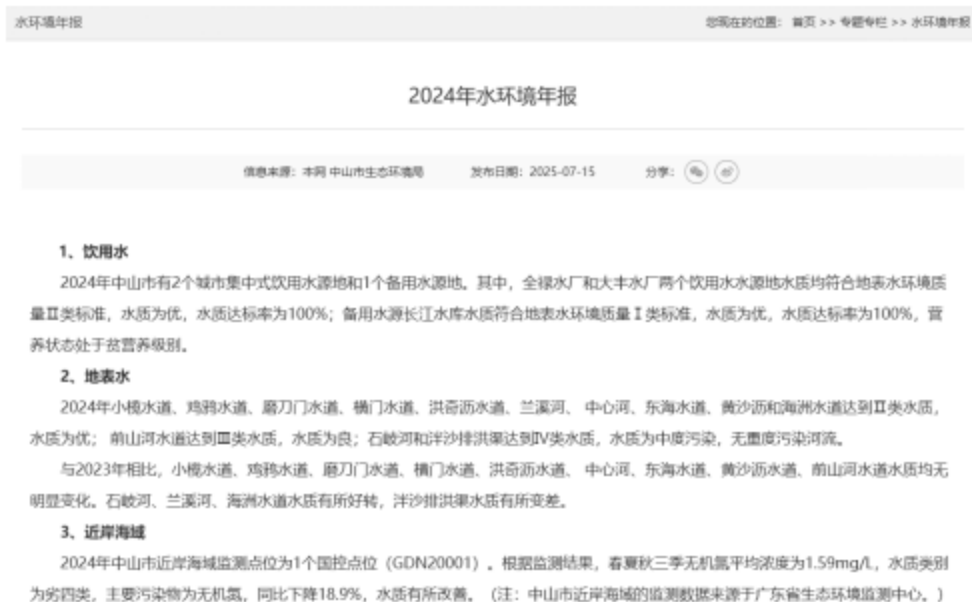 水环境年报
您现在的位置： 首页 >> 专题专栏 >> 水环境年报
2024年水环境年报
信息来源：本网 中山市生态环境局 发布日期：2025-07-15 分享：
1、饮用水
2024年中山市有2个城市集中式饮用水源地和1个备用水源地。其中，全禄水厂和大丰水厂两个饮用水水源地水质均符合地表水环境质
量Ⅱ类标准，水质为优，水质达标率为100%；备用水源长江水库水质符合地表水环境质量Ⅰ类标准，水质为优，水质达标率为100%，营
养状态处于贫营养级别。
2、地表水
2024年小榄水道、鸡鸦水道、磨刀门水道、横门水道、洪奇沥水道、兰溪河、 中心河、东海水道、黄沙沥和海洲水道达到Ⅱ类水质，
水质为优； 前山河水道达到Ⅲ类水质，水质为良；石岐河和泮沙排洪渠达到Ⅳ类水质，水质为中度污染，无重度污染河流。
与2023年相比，小榄水道、鸡鸦水道、磨刀门水道、横门水道、洪奇沥水道、 中心河、东海水道、黄沙沥水道、前山河水道水质均无
明显变化。石岐河、兰溪河、海洲水道水质有所好转，泮沙排洪渠水质有所变差。
3、近岸海域
2024年中山市近岸海域监测点位为1个国控点位（GDN20001）。根据监测结果，春夏秋三季无机氮平均浓度为1.59mg/L，水质类别
为劣四类，主要污染物为无机氮，同比下降18.9%，水质有所改善。（注：中山市近岸海域的监测数据来源于广东省生态环境监测中心。）